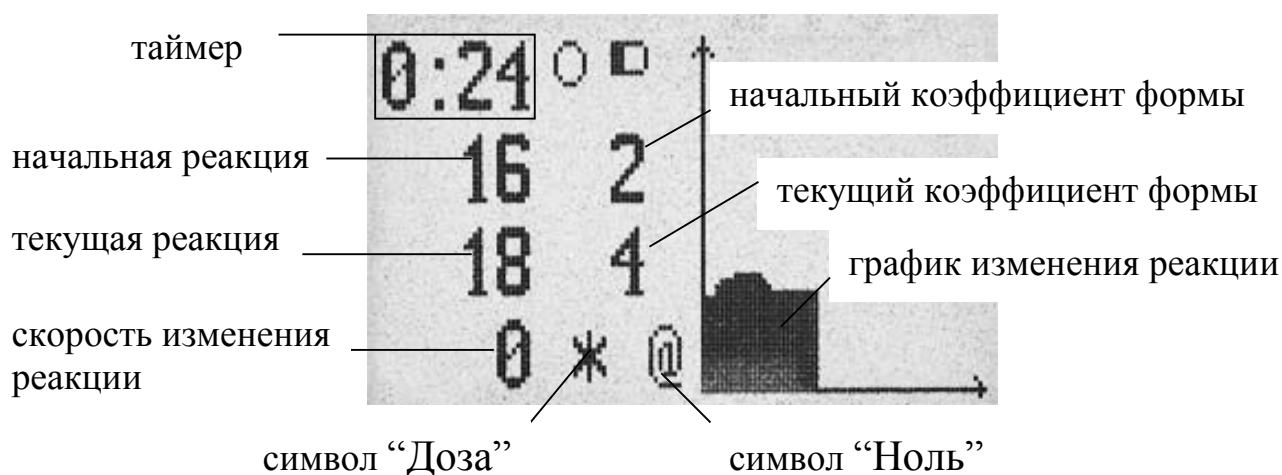 таймер
0:24
начальный коэффициент формы
начальная реакция
16 2
текущий коэффициент формы
текущая реакция
18 4
график изменения реакции
скорость изменения
реакции
0 * @
символ “Доза”
символ “Ноль”